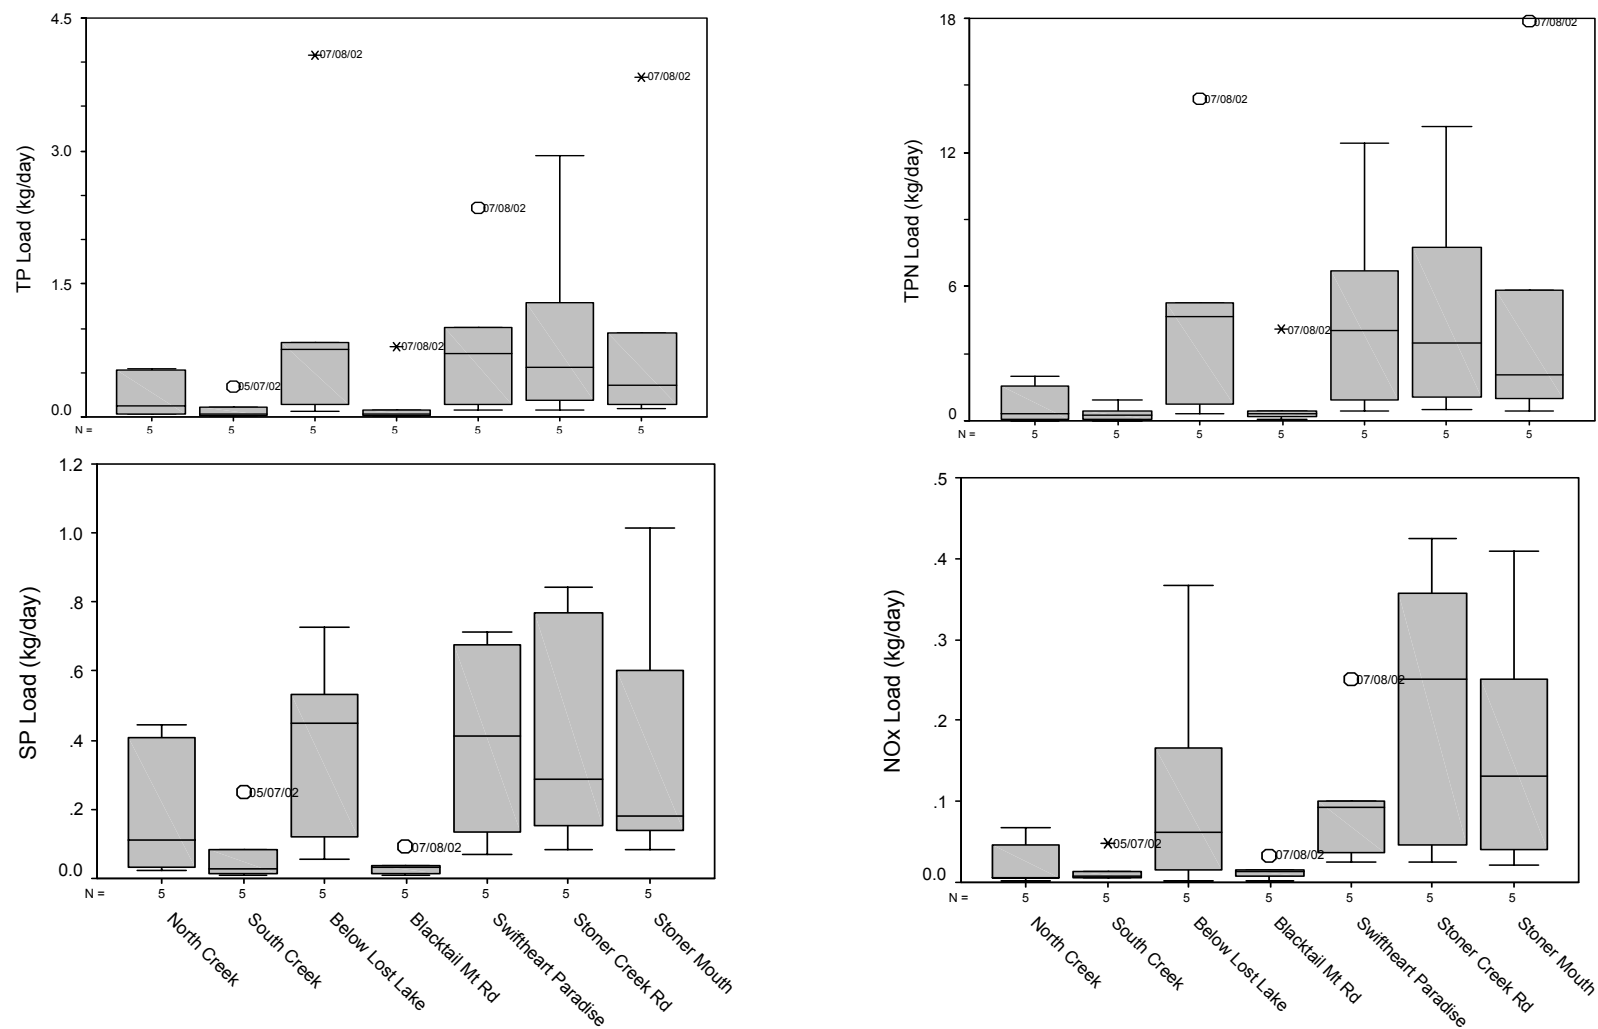 4.5
3.0
1.5
0.0
TP Load (kg/day)
07/08/02
07/08/02
07/08/02
07/08/02
05/07/02
N =
5
5
5
5
5
5
5
18
12
6
0
TPN Load (kg/day)
07/08/02
07/08/02
07/08/02
N =
5
5
5
5
5
5
5
1.2
1.0
.8
.6
.4
.2
0.0
SP Load (kg/day)
05/07/02
07/08/02
N =
5
5
5
5
5
5
5
North Creek
South Creek
Below Lost Lake
Blacktail Mt Rd
Swiftheart Paradise
Stoner Creek Rd
Stoner Mouth
.5
.4
.3
.2
.1
0.0
NOx Load (kg/day)
07/08/02
05/07/02
07/08/02
N =
5
5
5
5
5
5
5
North Creek
South Creek
Below Lost Lake
Blacktail Mt Rd
Swiftheart Paradise
Stoner Creek Rd
Stoner Mouth